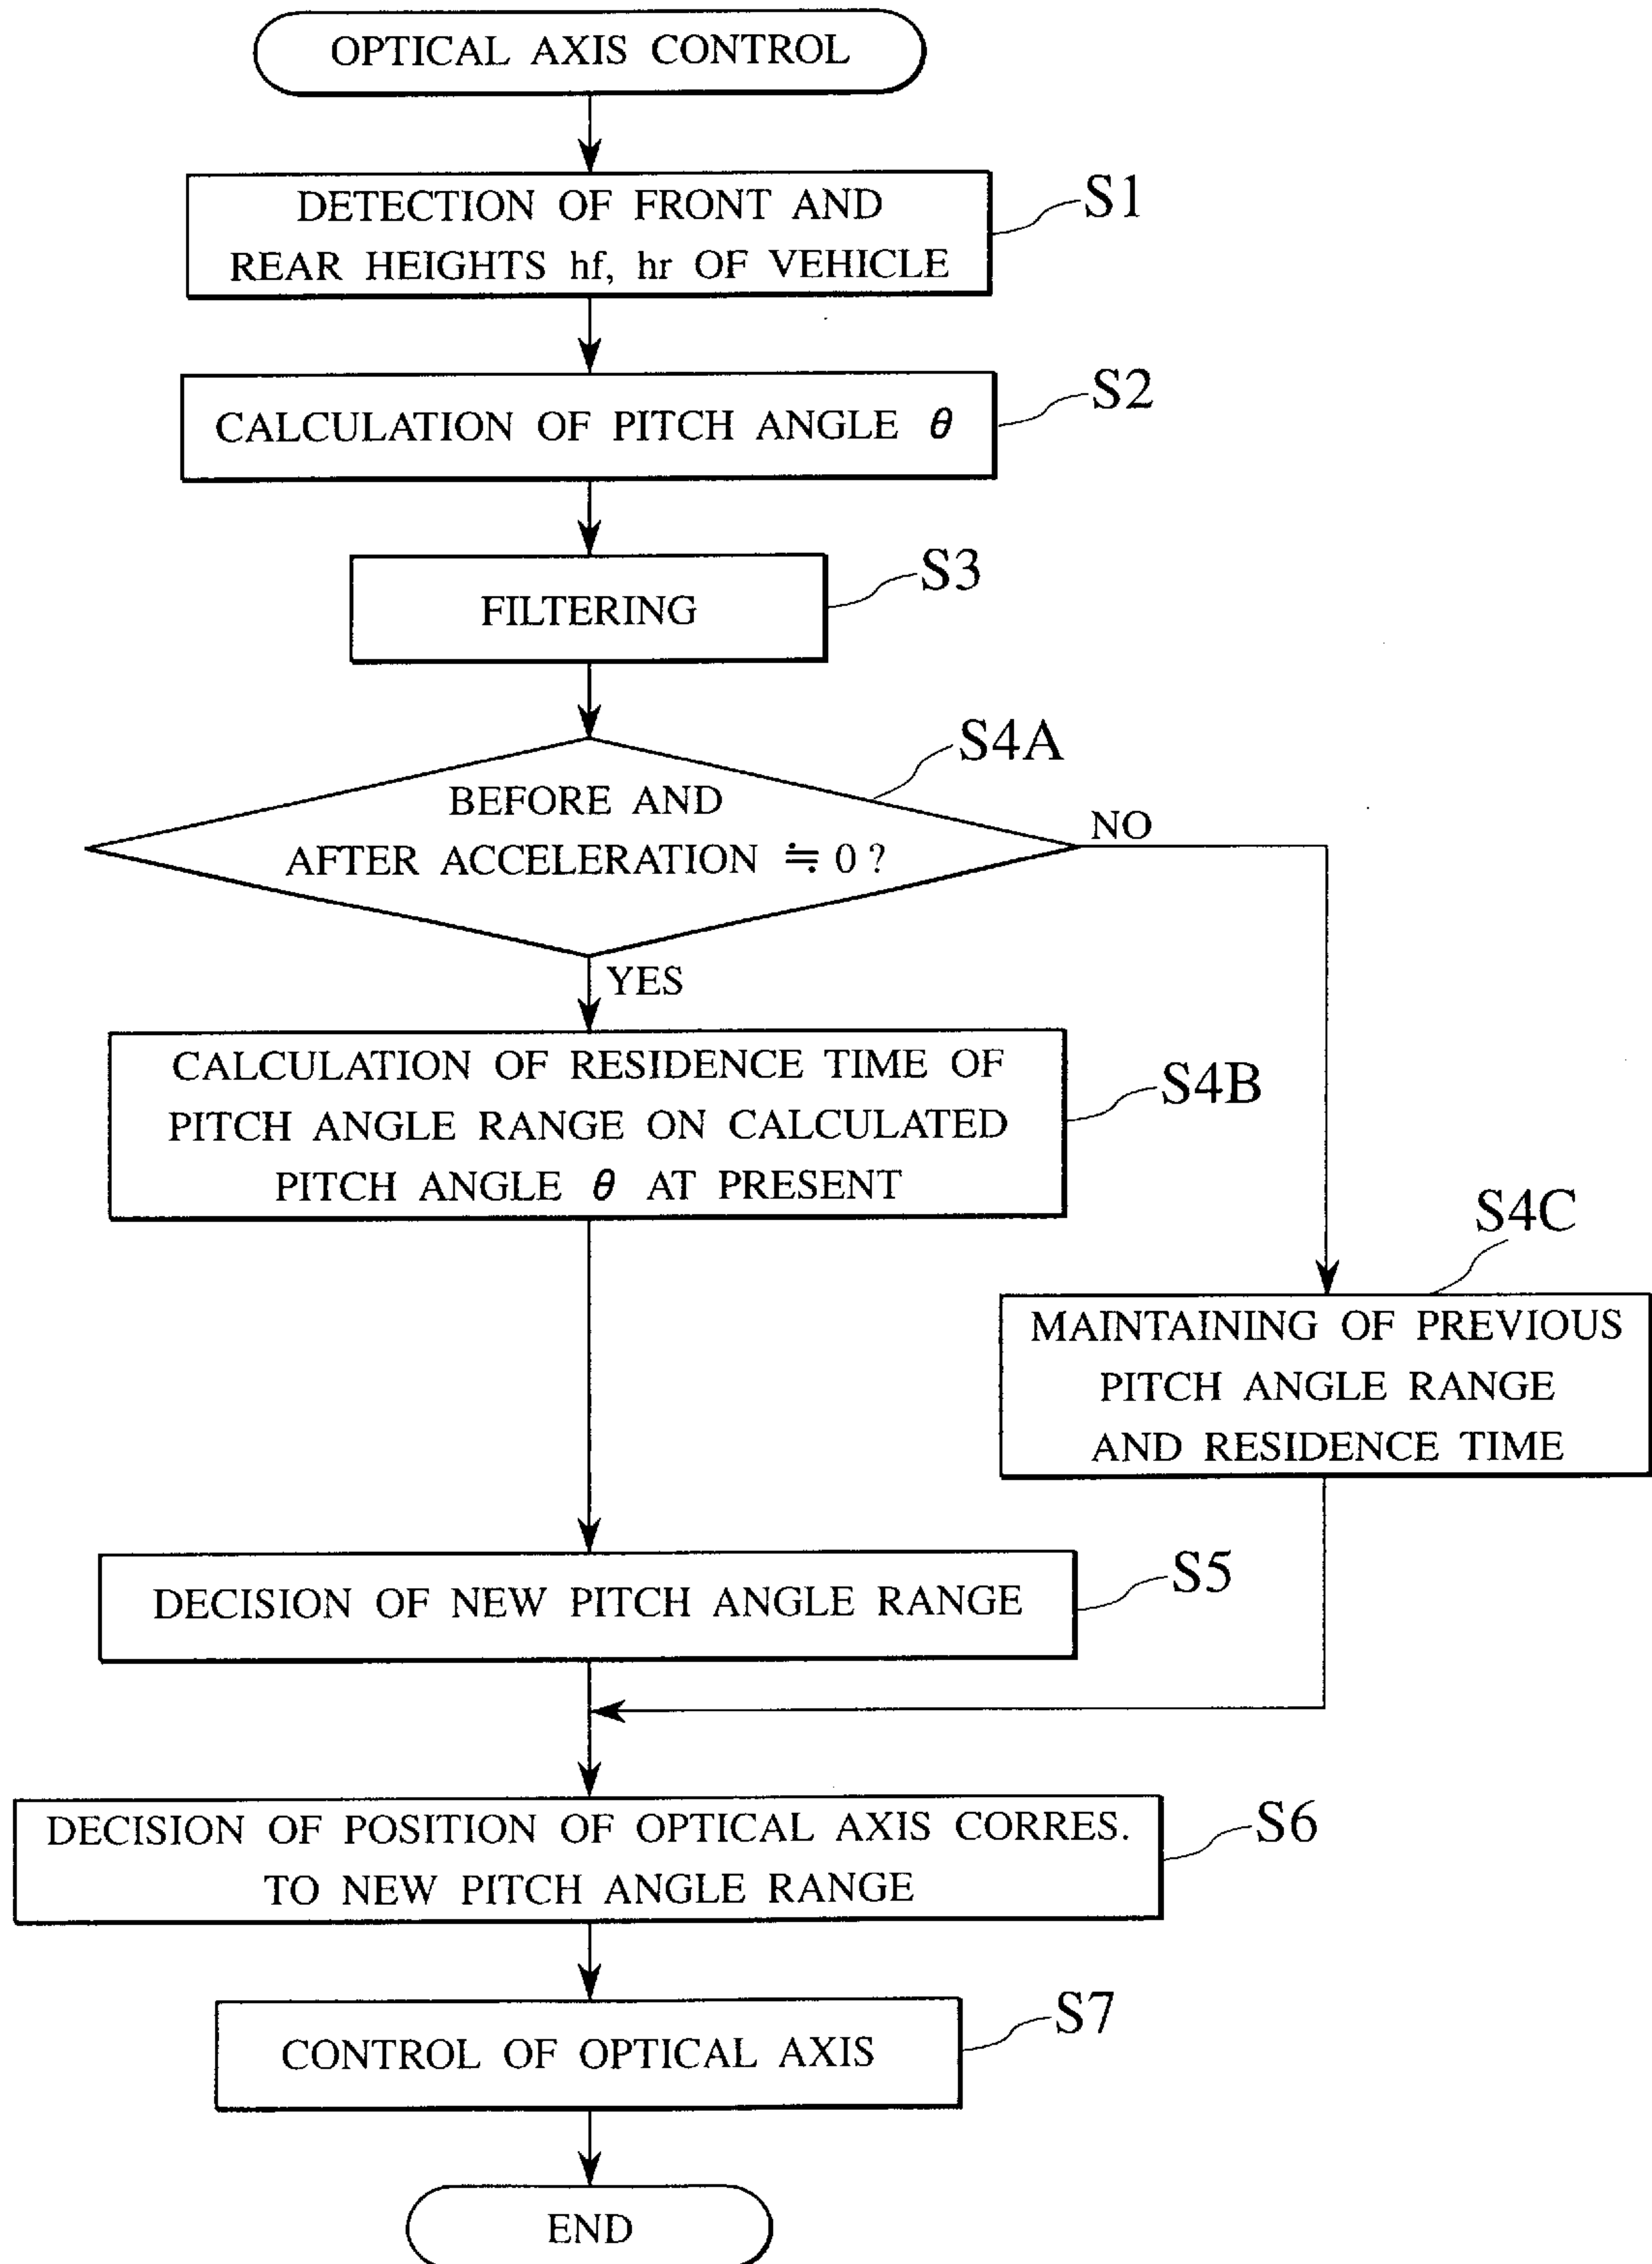 OPTICAL AXIS CONTROL
DETECTION OF FRONT AND
REAR HEIGHTS hf, hr OF VEHICLE
S1
CALCULATION OF PITCH ANGLE θ
S2
FILTERING
S3
S4A
BEFORE AND
AFTER ACCELERATION ≒ 0 ?
NO
YES
CALCULATION OF RESIDENCE TIME OF
PITCH ANGLE RANGE ON CALCULATED
PITCH ANGLE θ AT PRESENT
S4B
S4C
MAINTAINING OF PREVIOUS
PITCH ANGLE RANGE
AND RESIDENCE TIME
DECISION OF NEW PITCH ANGLE RANGE
S5
DECISION OF POSITION OF OPTICAL AXIS CORRES.
TO NEW PITCH ANGLE RANGE
S6
CONTROL OF OPTICAL AXIS
S7
END